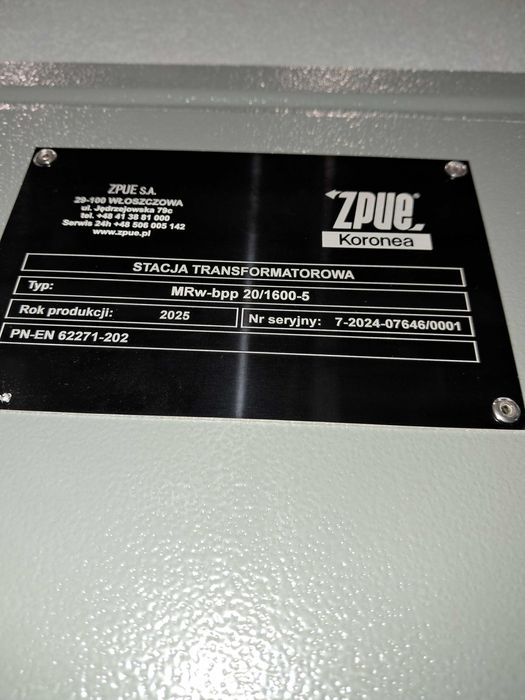 ZPUE S.A.
29-100 WŁOSZCZOWA
ul. Jędrzejowska 79c
tel. +48 41 38 81 000
Serwis 24h +48 506 005 142
www.zpue.pl
ZPUE®
Koronea
STACJA TRANSFORMATOROWA
Typ: MRw-bpp 20/1600-5
Rok produkcji: 2025 Nr seryjny: 7-2024-07646/0001
PN-EN 62271-202